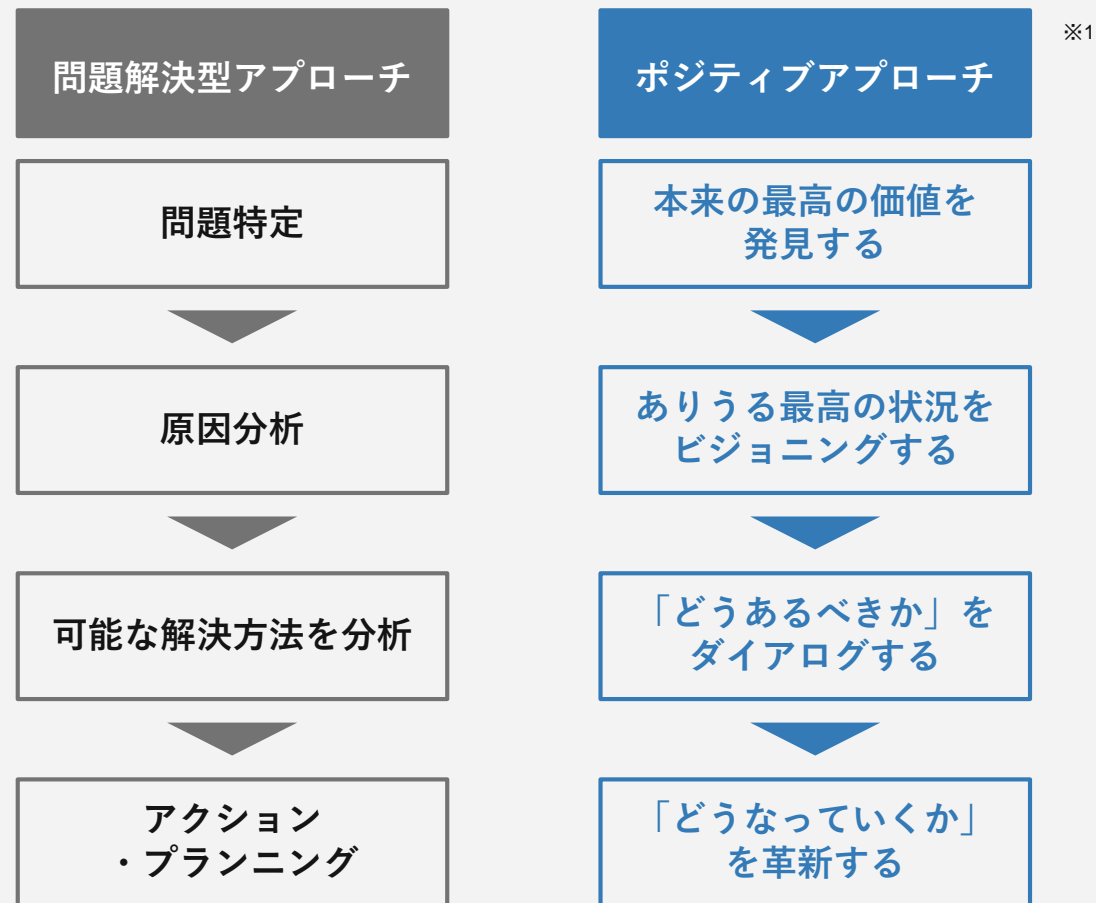 問題解決型アプローチ
問題特定
原因分析
可能な解決方法を分析
アクション
・プランニング
ポジティブアプローチ
※1
本来の最高の価値を
発見する
ありうる最高の状況を
ビジョニングする
「どうあるべきか」を
ダイアログする
「どうなっていくか」
を革新する